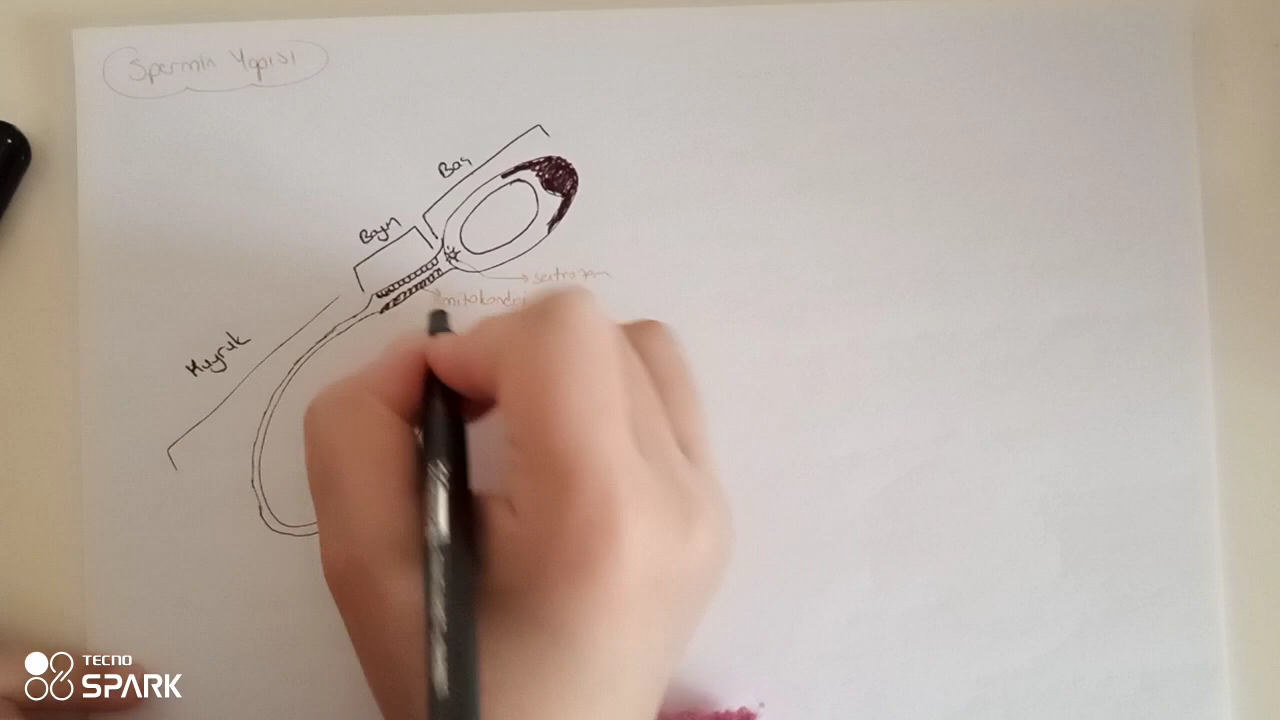 Spermin Yapısı
Baş
Boyun
sentrozom
mitokondri
Kuyruk
TECNO
SPARK